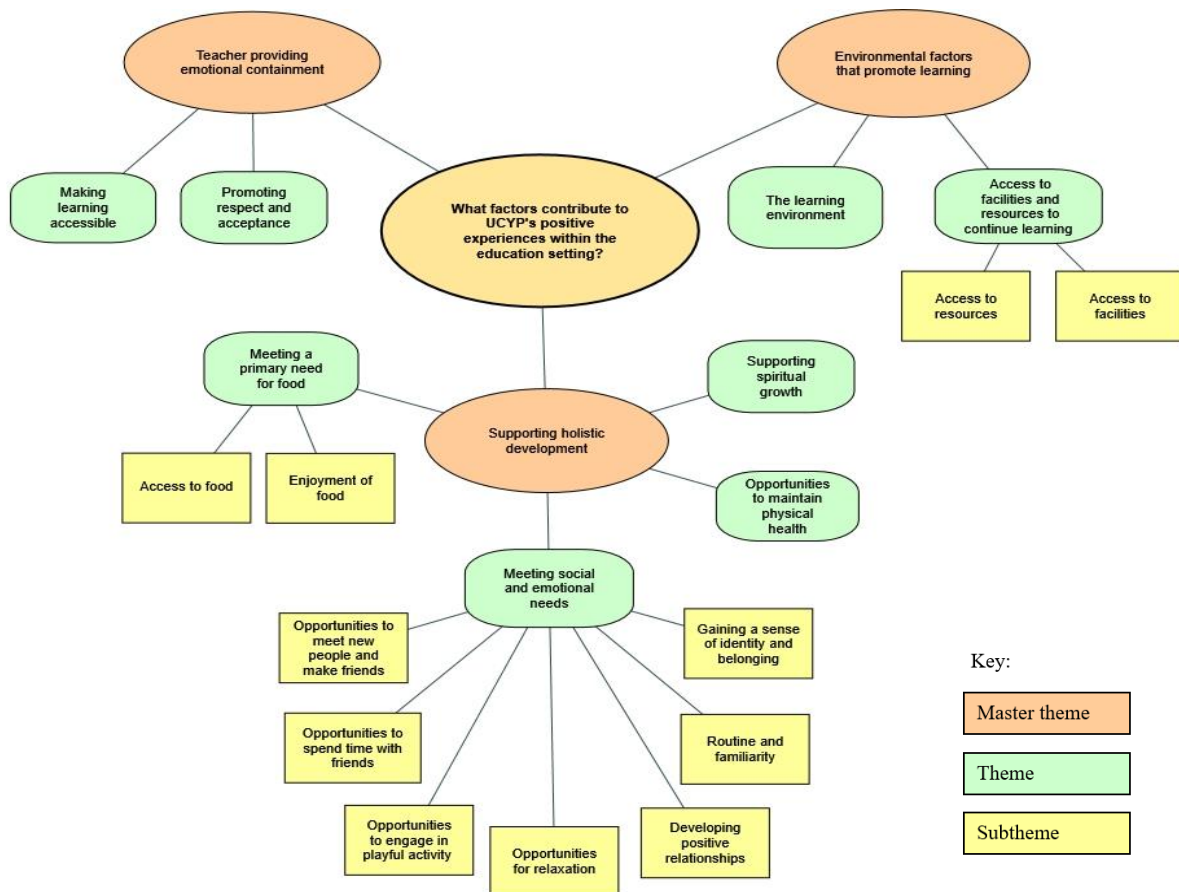 Teacher providing
emotional containment
Environmental factors
that promote learning
Making
learning
accessible
Promoting
respect and
acceptance
What factors contribute to
UCYP's positive
experiences within the
education setting?
The learning
environment
Access to
facilities and
resources to
continue learning
Access to
resources
Access to
facilities
Meeting a
primary need
for food
Supporting
spiritual
growth
Supporting holistic
development
Access to food
Enjoyment of
food
Opportunities
to maintain
physical
health
Meeting social
and emotional
needs
Opportunities to
meet new
people and
make friends
Gaining a sense
of identity and
belonging
Opportunities to
spend time with
friends
Routine and
familiarity
Opportunities
to engage in
playful activity
Opportunities
for relaxation
Developing
positive
relationships
Key:
Master theme
Theme
Subtheme